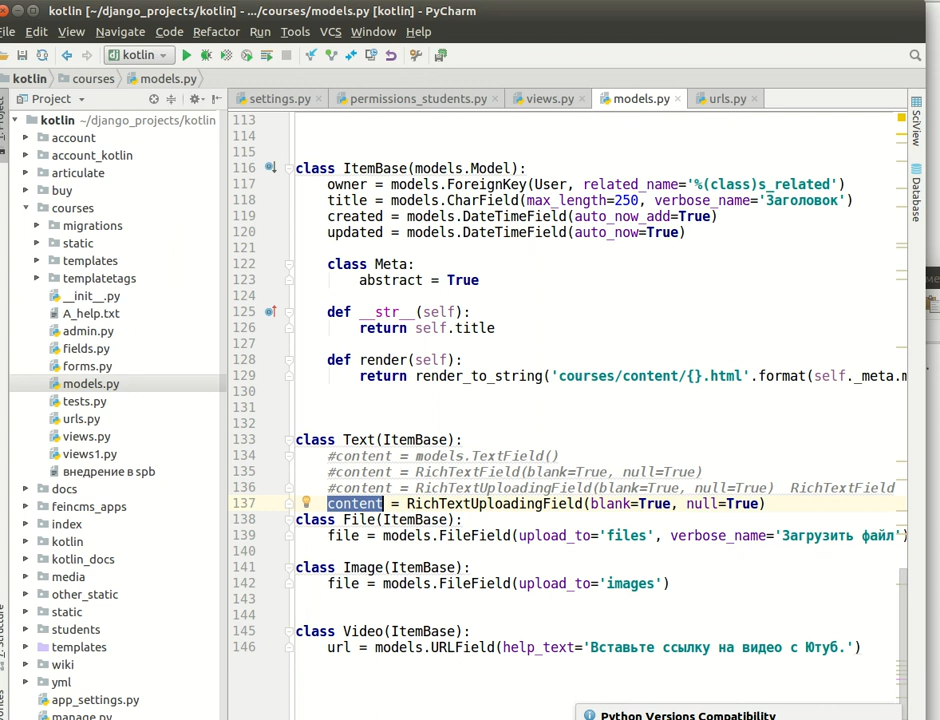 kotlin [~/django_projects/kotlin] - .../courses/models.py [kotlin] - PyCharm
File Edit View Navigate Code Refactor Run Tools VCS Window Help
kotlin
kotlin courses models.py
Project
settings.py permissions_students.py views.py models.py urls.py
kotlin ~/django_projects/kotlin
account
account_kotlin
articulate
buy
courses
migrations
static
templates
templatetags
__init__.py
A_help.txt
admin.py
fields.py
forms.py
models.py
tests.py
urls.py
views.py
views1.py
внедрение в spb
docs
feincms_apps
index
kotlin
kotlin_docs
media
other_static
static
students
templates
wiki
yml
app_settings.py
manage.py
113
114
115
116 class ItemBase(models.Model):
117 owner = models.ForeignKey(User, related_name='%(class)s_related')
118 title = models.CharField(max_length=250, verbose_name='Заголовок')
119 created = models.DateTimeField(auto_now_add=True)
120 updated = models.DateTimeField(auto_now=True)
121
122 class Meta:
123 abstract = True
124
125 def __str__(self):
126 return self.title
127
128 def render(self):
129 return render_to_string('courses/content/{}.html'.format(self._meta.m
130
131
132
133 class Text(ItemBase):
134 #content = models.TextField()
135 #content = RichTextField(blank=True, null=True)
136 #content = RichTextUploadingField(blank=True, null=True) RichTextField
137 content = RichTextUploadingField(blank=True, null=True)
138 class File(ItemBase):
139 file = models.FileField(upload_to='files', verbose_name='Загрузить файл')
140
141 class Image(ItemBase):
142 file = models.FileField(upload_to='images')
143
144
145 class Video(ItemBase):
146 url = models.URLField(help_text='Вставьте ссылку на видео с Ютуб.')
SciView
Database
Python Versions Compatibility